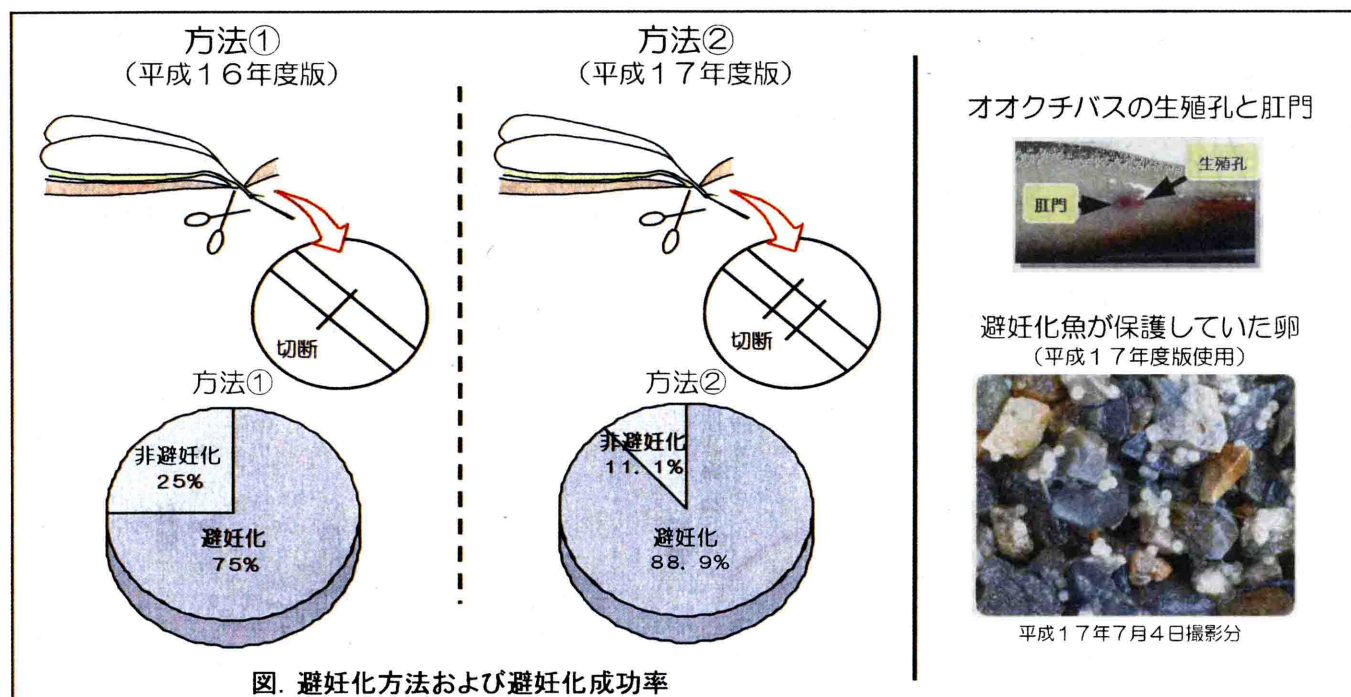 方法①
（平成１６年度版）
切断
方法①
非避妊化
25%
避妊化
75%
方法②
（平成１７年度版）
切断
方法②
非避妊化
11.1%
避妊化
88.9%
図. 避妊化方法および避妊化成功率
オオクチバスの生殖孔と肛門
生殖孔
肛門
避妊化魚が保護していた卵
（平成１７年度版使用）
平成１７年７月４日撮影分